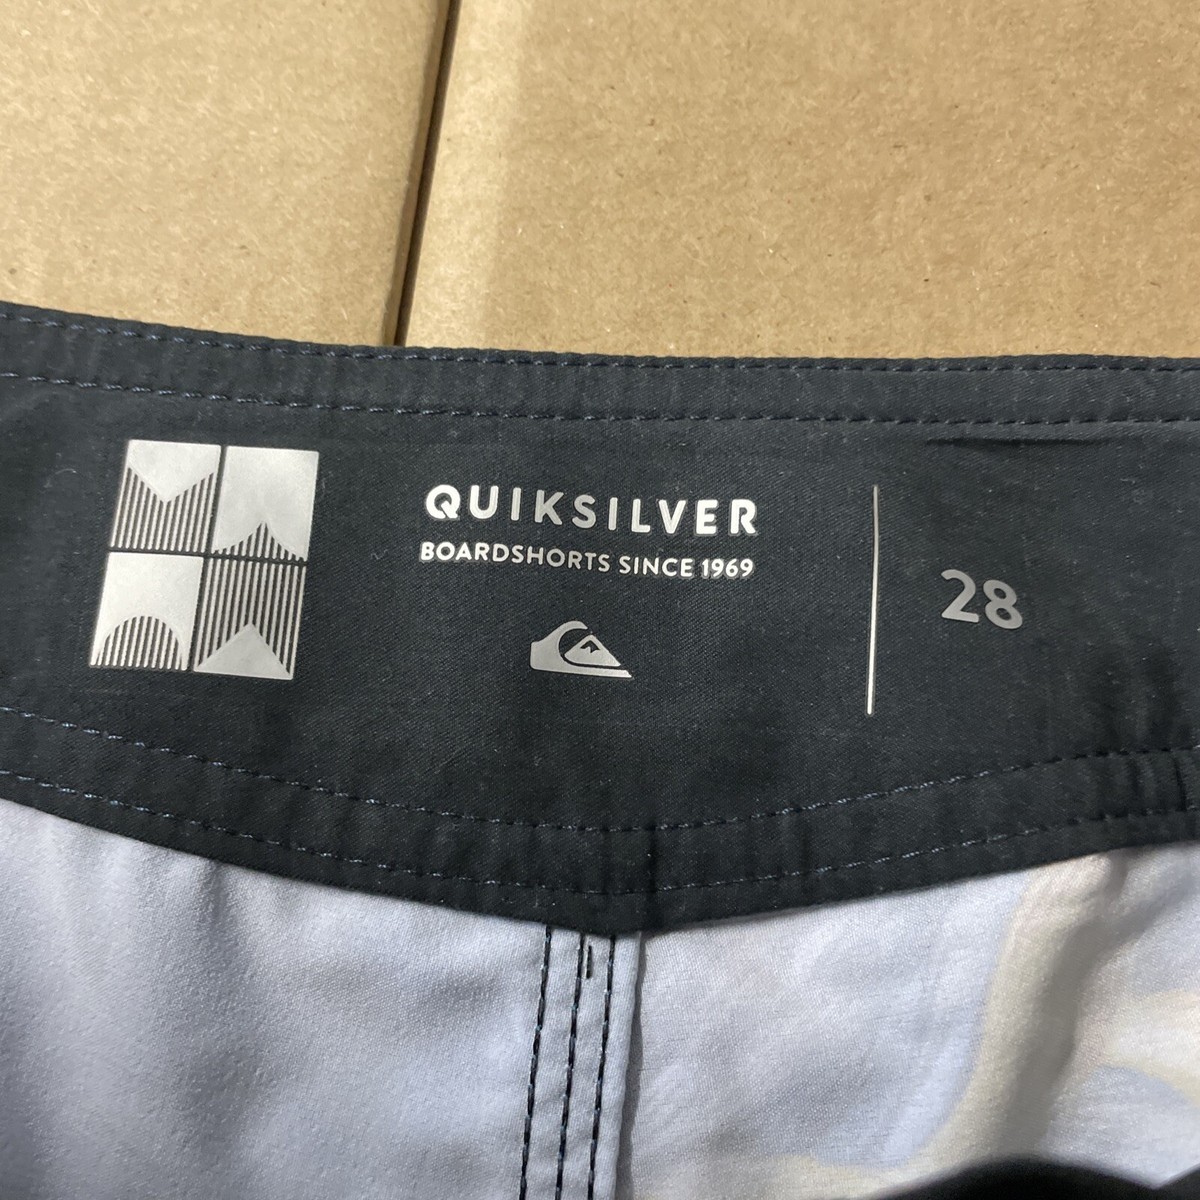 QUIKSILVER
BOARDSHORTS SINCE 1969
28